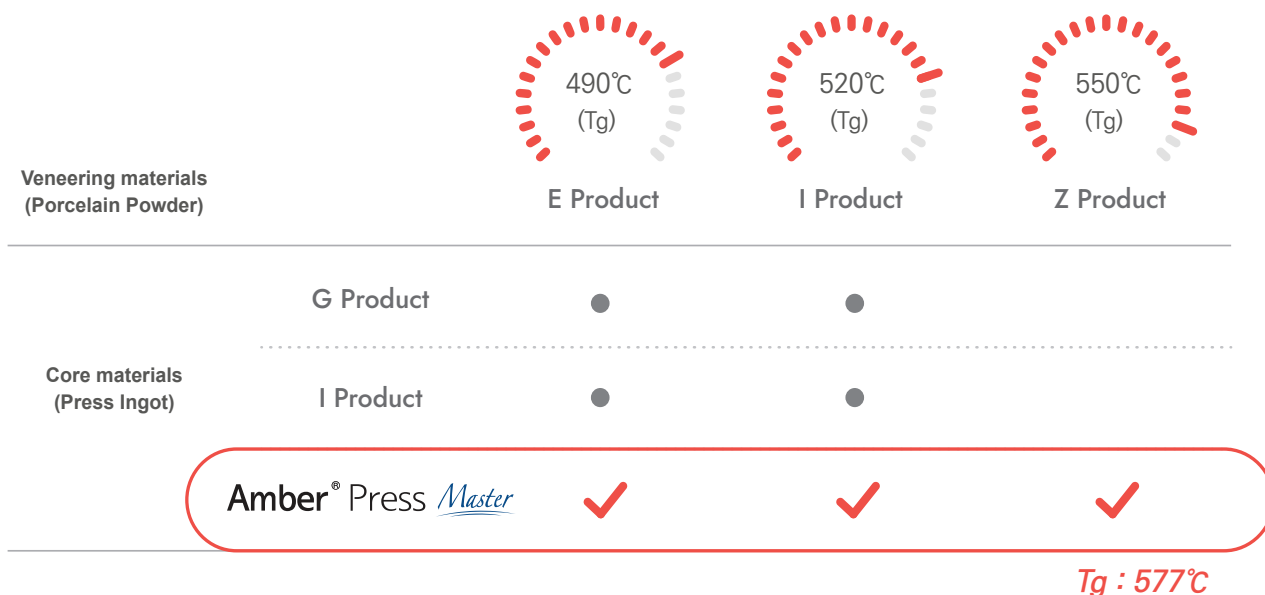 490℃
(Tg)
520℃
(Tg)
550℃
(Tg)
Veneering materials
(Porcelain Powder)
E Product
I Product
Z Product
G Product
Core materials
(Press Ingot)
I Product
Amber® Press Master
Tg : 577℃